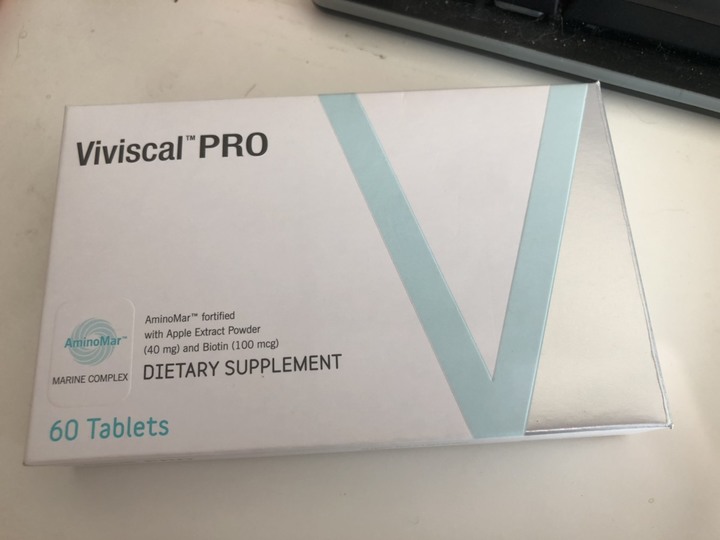 Viviscal™ PRO
AminoMar™
MARINE COMPLEX
AminoMar™ fortified
with Apple Extract Powder
(40 mg) and Biotin (100 mcg)
DIETARY SUPPLEMENT
60 Tablets